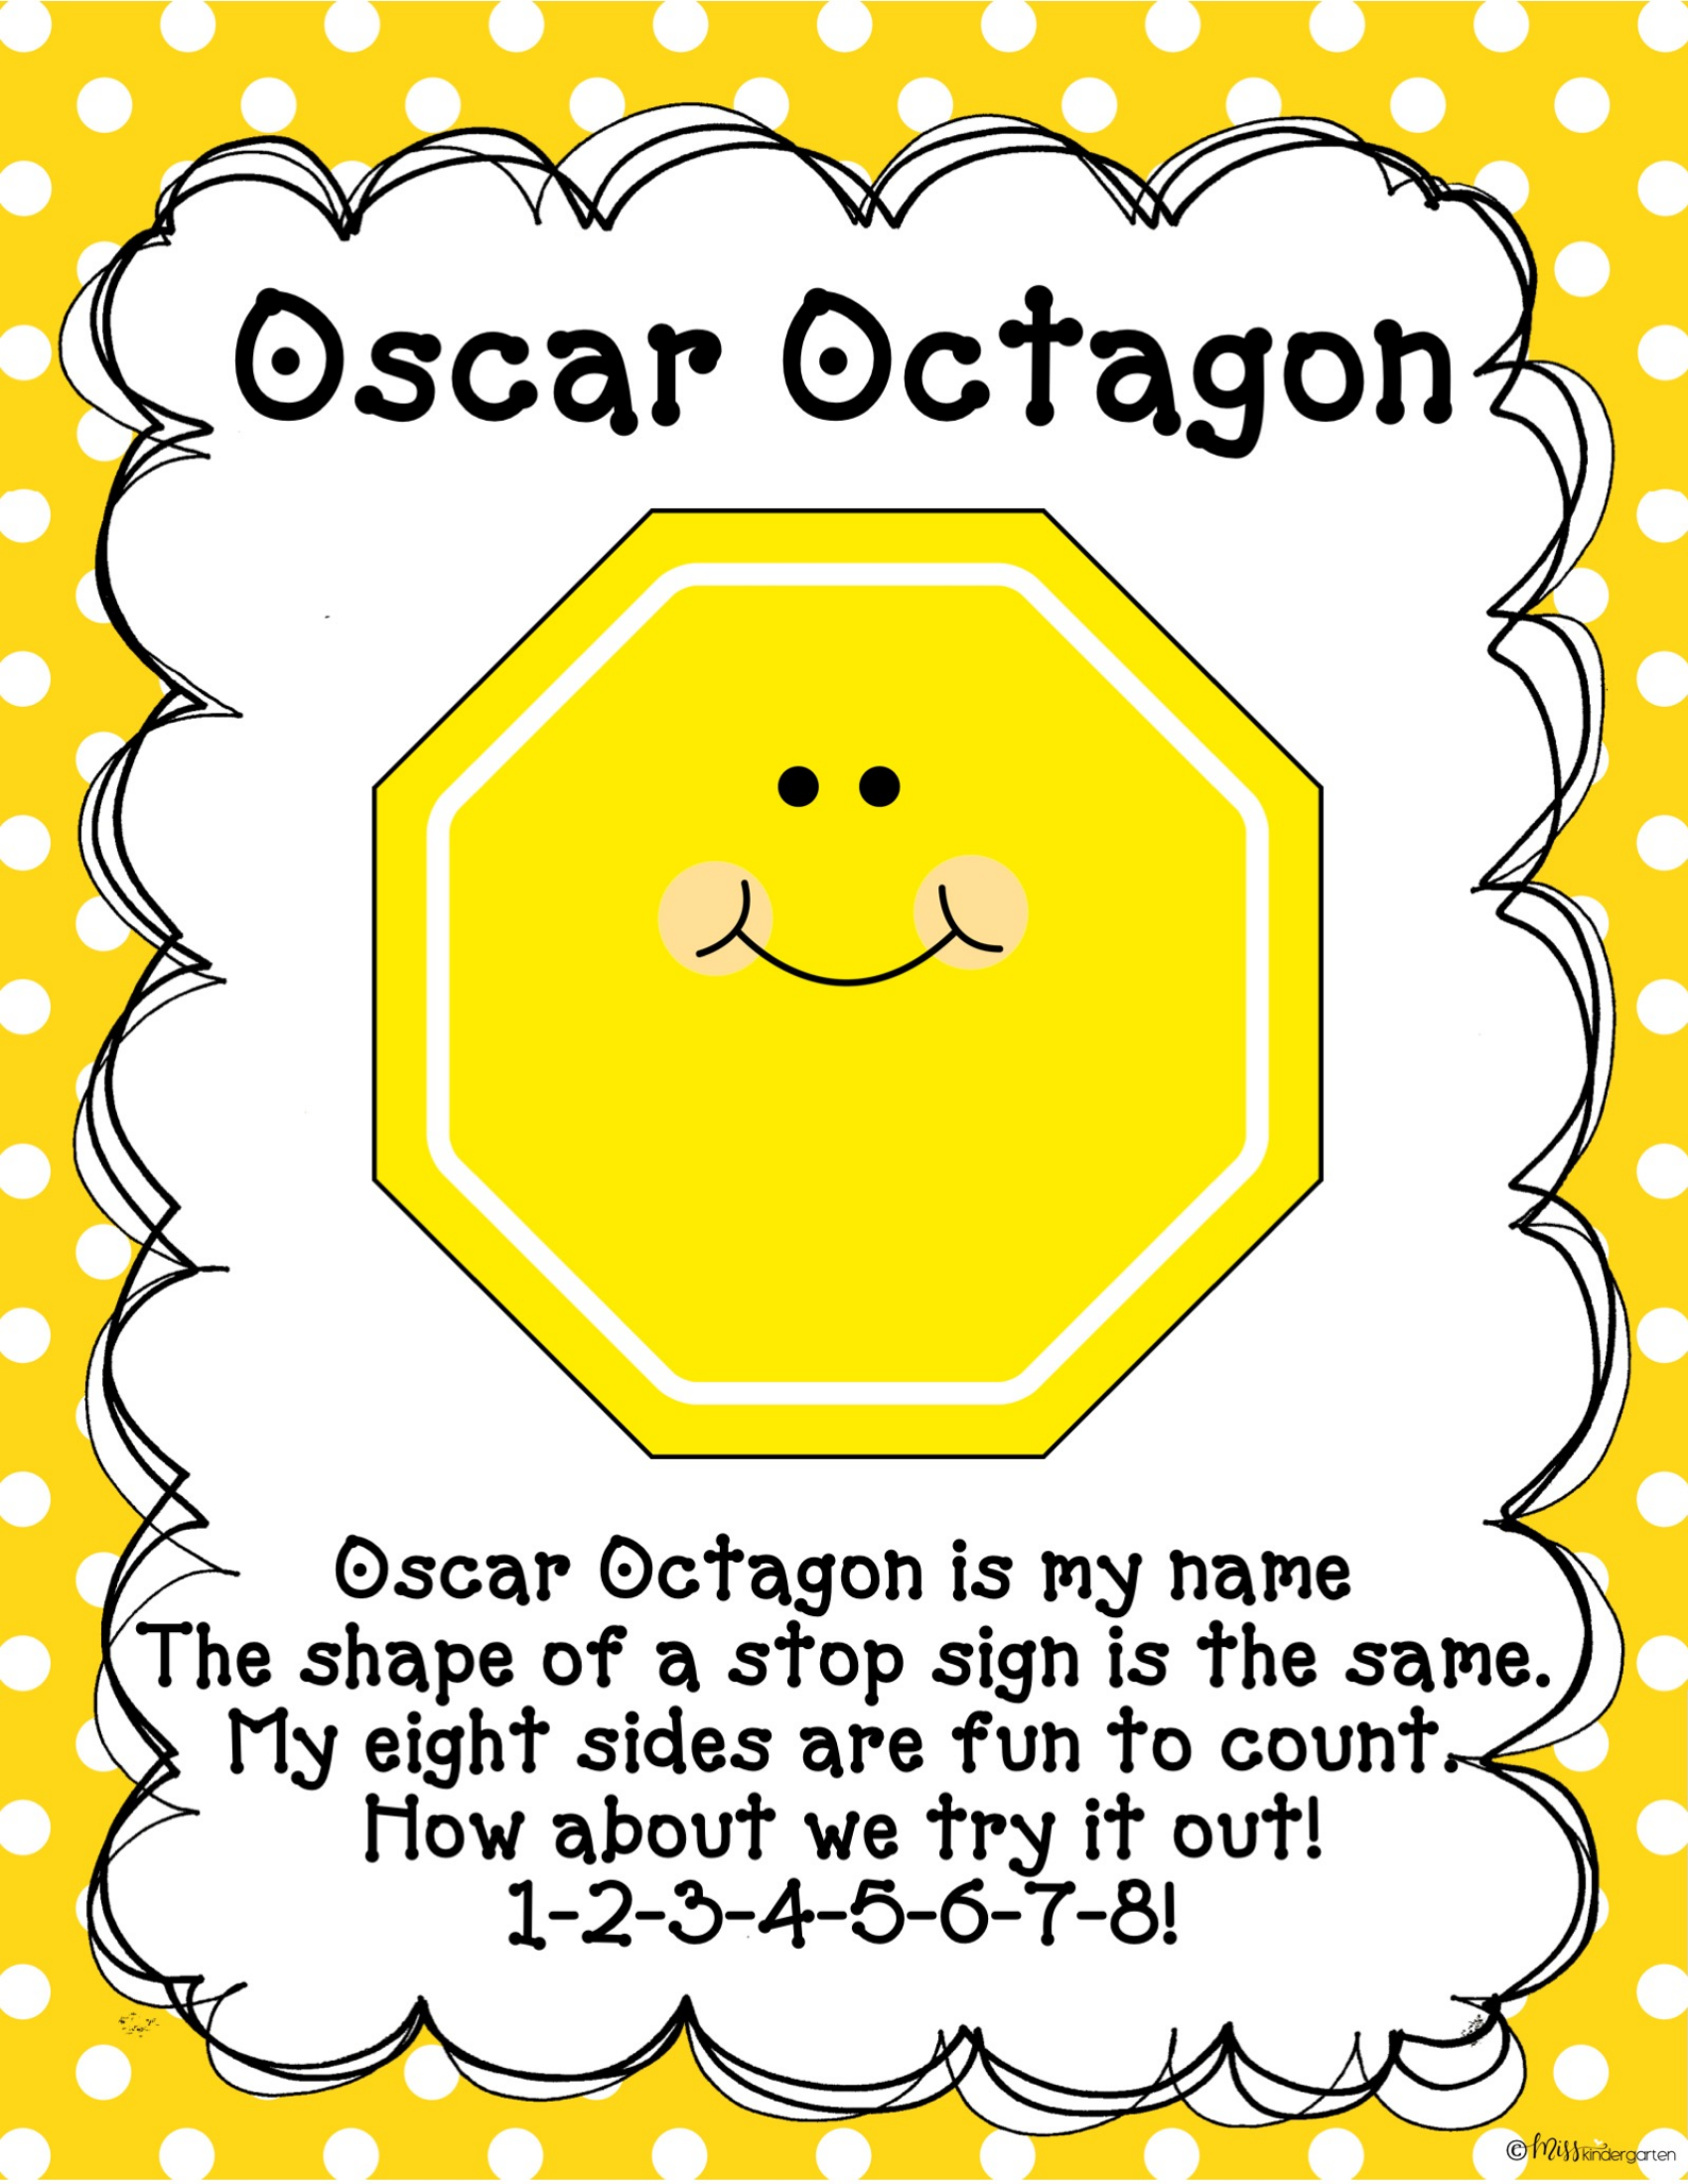 Oscar Octagon
Oscar Octagon is my name
The shape of a stop sign is the same.
My eight sides are fun to count.
How about we try it out!
1-2-3-4-5-6-7-8!
© Miss kindergarten